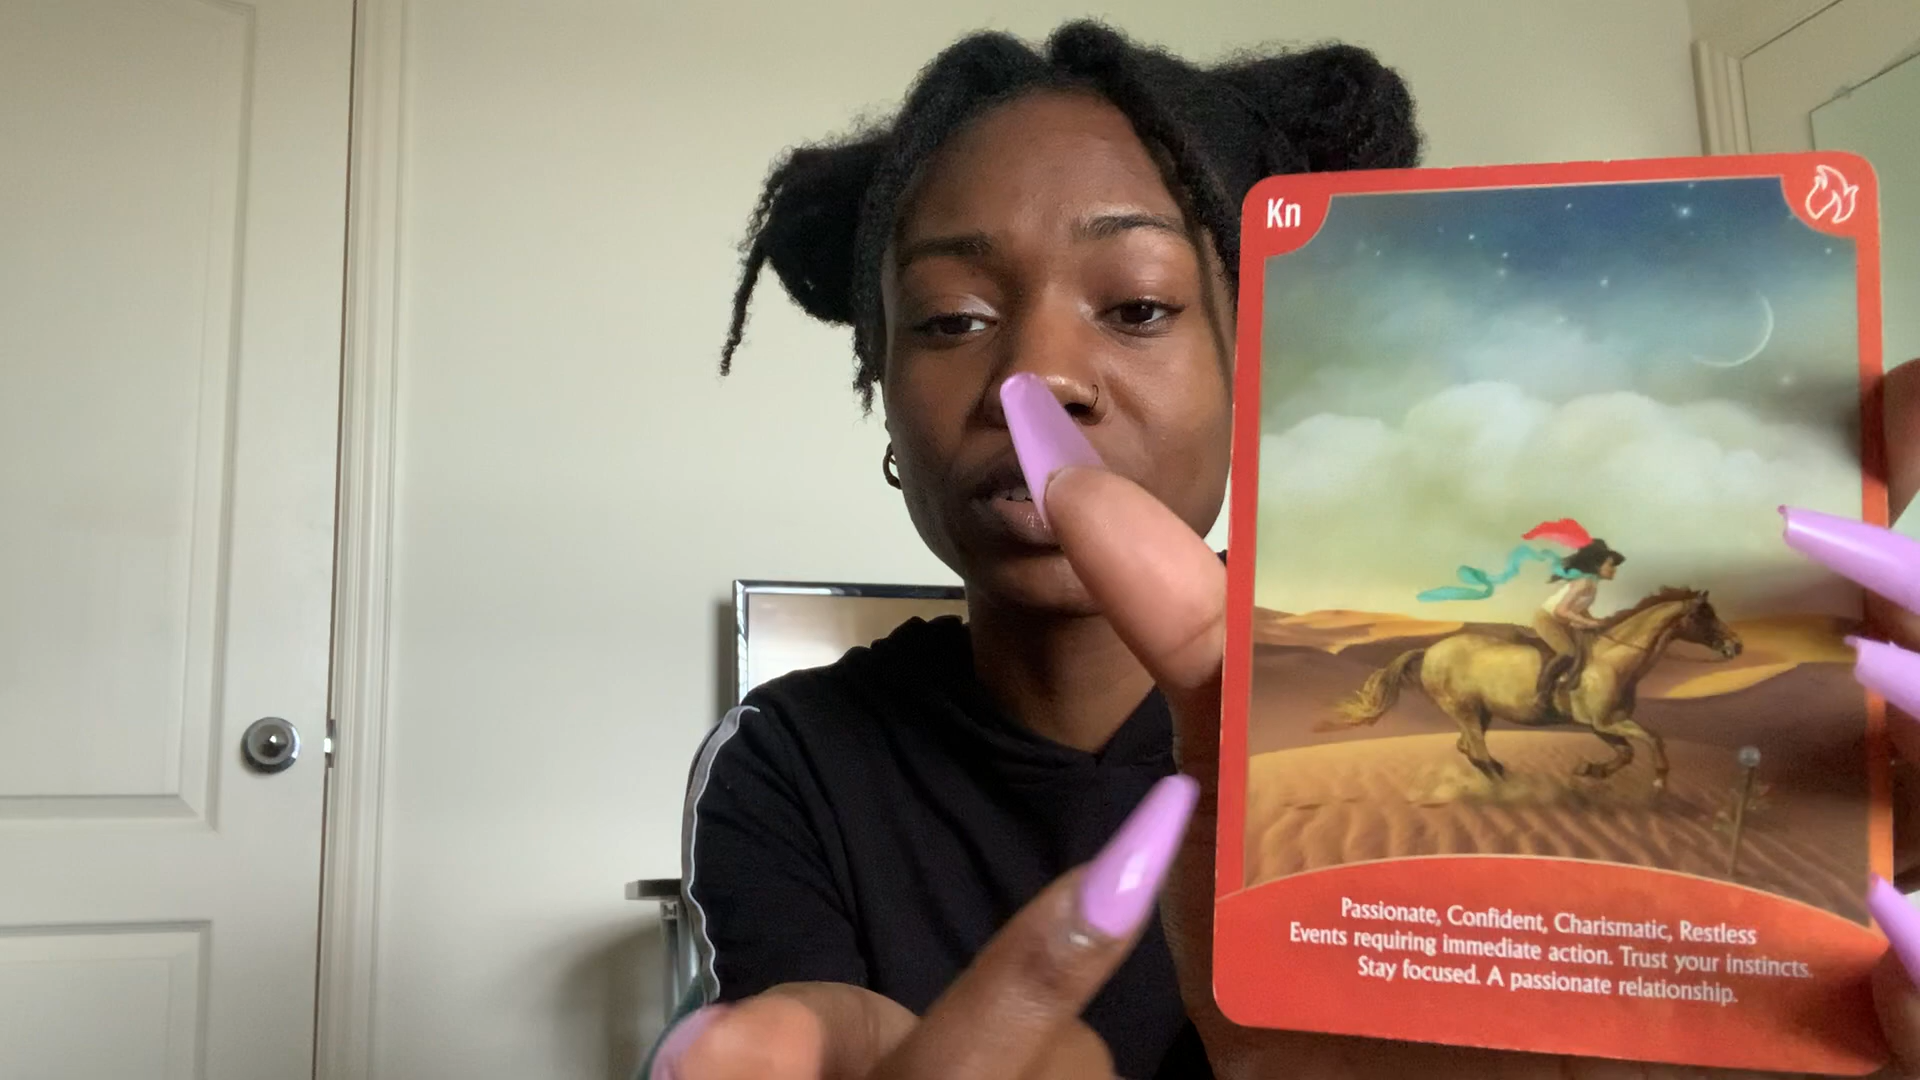 Kn
Passionate, Confident, Charismatic, Restless
Events requiring immediate action. Trust your instincts.
Stay focused. A passionate relationship.